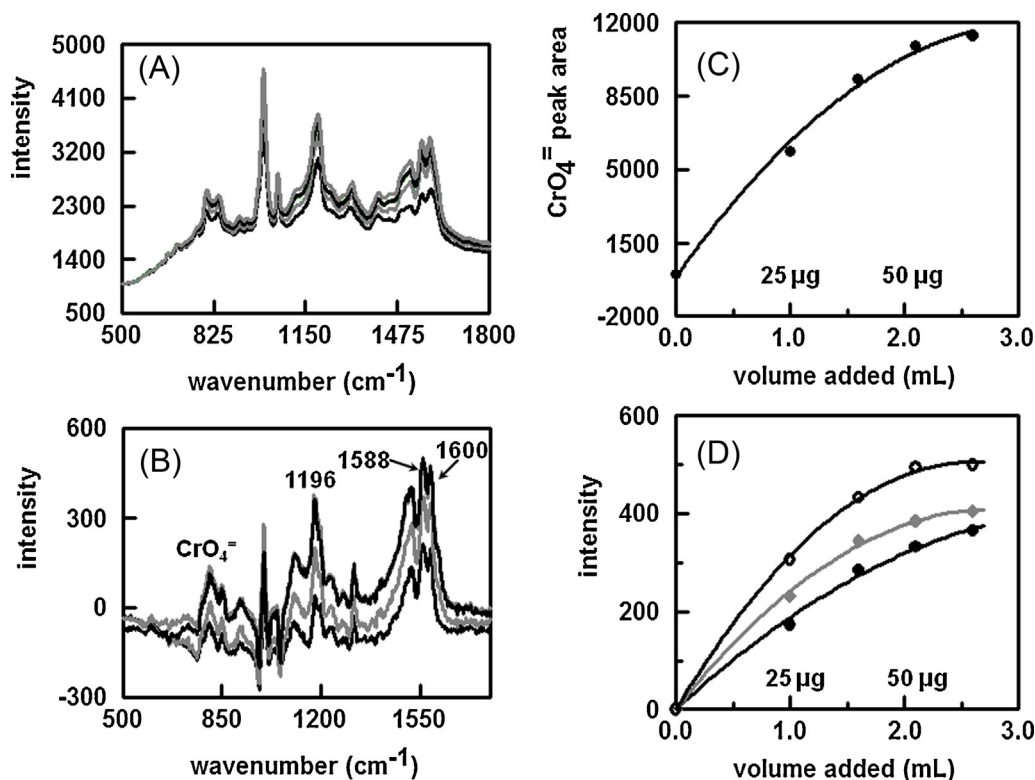 (A)
intensity
5000
4100
3200
2300
1400
500
500 825 1150 1475 1800
wavenumber (cm-1)
(B)
intensity
600
300
0
-300
CrO4=
1196
1588
1600
500 850 1200 1550
wavenumber (cm-1)
(C)
CrO4= peak area
12000
8500
5000
1500
-2000
25 µg 50 µg
0.0 1.0 2.0 3.0
volume added (mL)
(D)
intensity
600
400
200
0
25 µg 50 µg
0.0 1.0 2.0 3.0
volume added (mL)